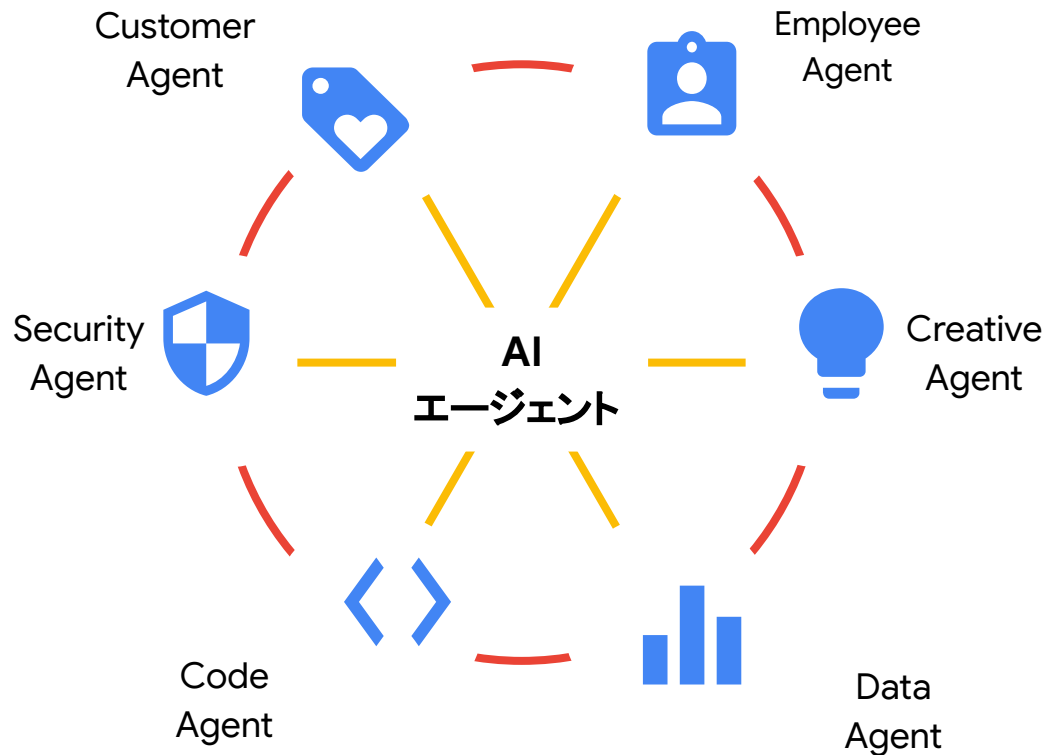 Customer
Agent
Employee
Agent
Security
Agent
AI
エージェント
Creative
Agent
Code
Agent
Data
Agent